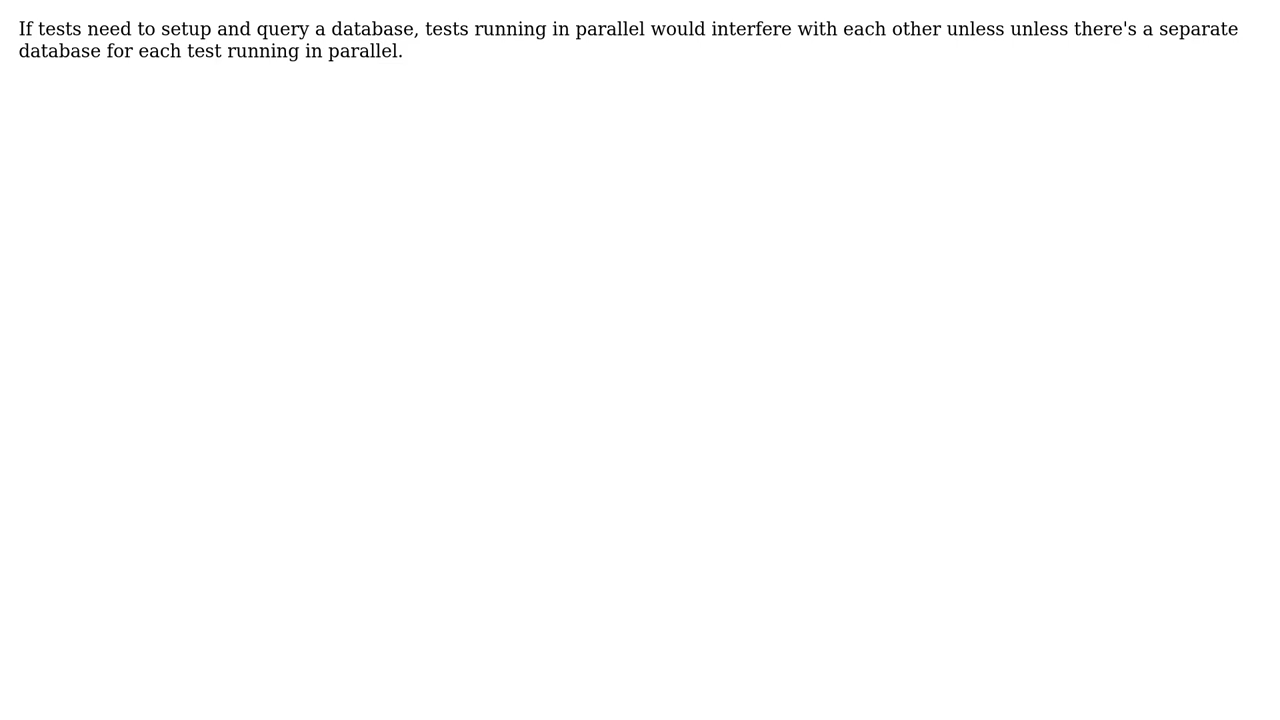 If tests need to setup and query a database, tests running in parallel would interfere with each other unless unless there's a separate
database for each test running in parallel.